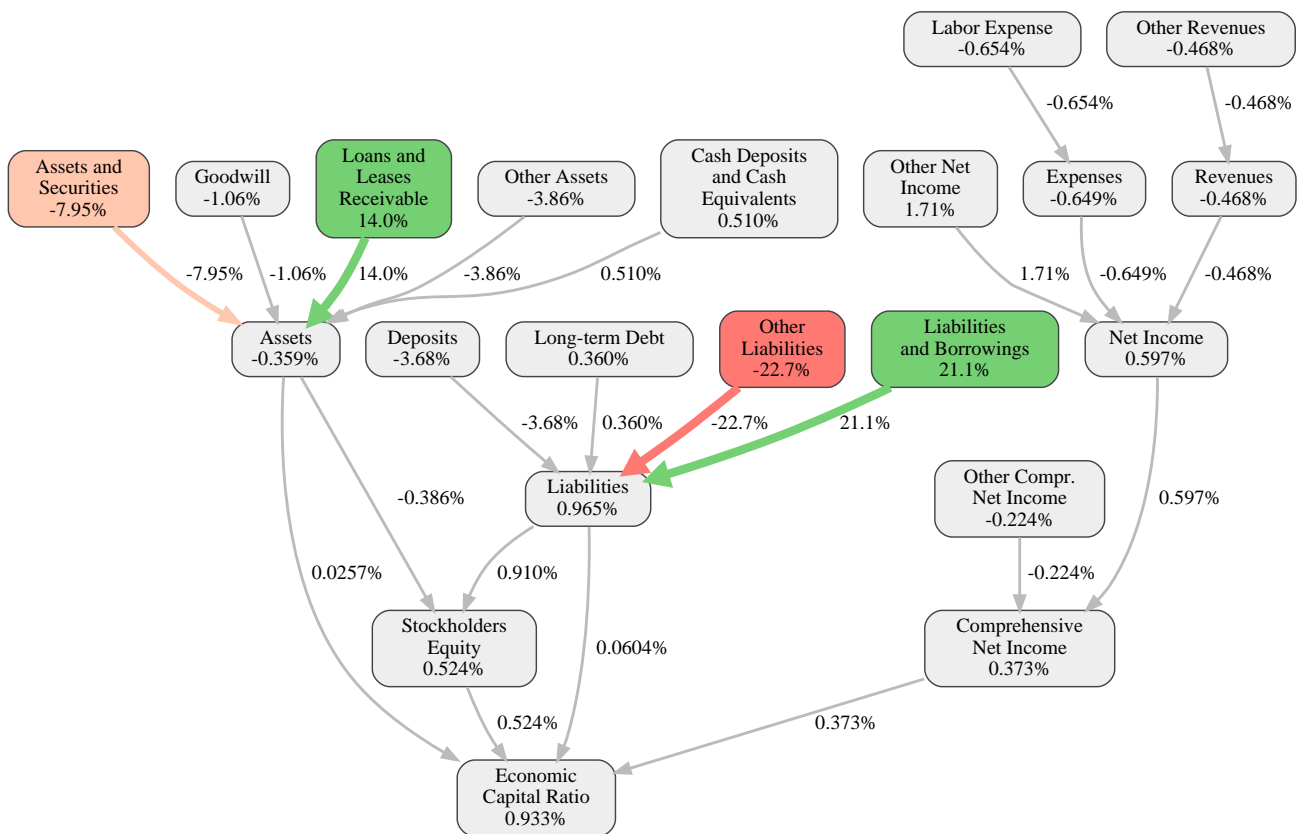 Labor Expense
-0.654%
Other Revenues
-0.468%
-0.654%
-0.468%
Assets and
Securities
-7.95%
Goodwill
-1.06%
Loans and
Leases
Receivable
14.0%
Other Assets
-3.86%
Cash Deposits
and Cash
Equivalents
0.510%
Other Net
Income
1.71%
Expenses
-0.649%
Revenues
-0.468%
-7.95%
-1.06%
14.0%
-3.86%
0.510%
1.71%
-0.649%
-0.468%
Assets
-0.359%
Deposits
-3.68%
Long-term Debt
0.360%
Other
Liabilities
-22.7%
Liabilities
and Borrowings
21.1%
Net Income
0.597%
-3.68%
0.360%
-22.7%
21.1%
-0.386%
Liabilities
0.965%
Other Compr.
Net Income
-0.224%
0.597%
0.0257%
0.910%
-0.224%
Stockholders
Equity
0.524%
0.0604%
Comprehensive
Net Income
0.373%
0.524%
0.373%
Economic
Capital Ratio
0.933%